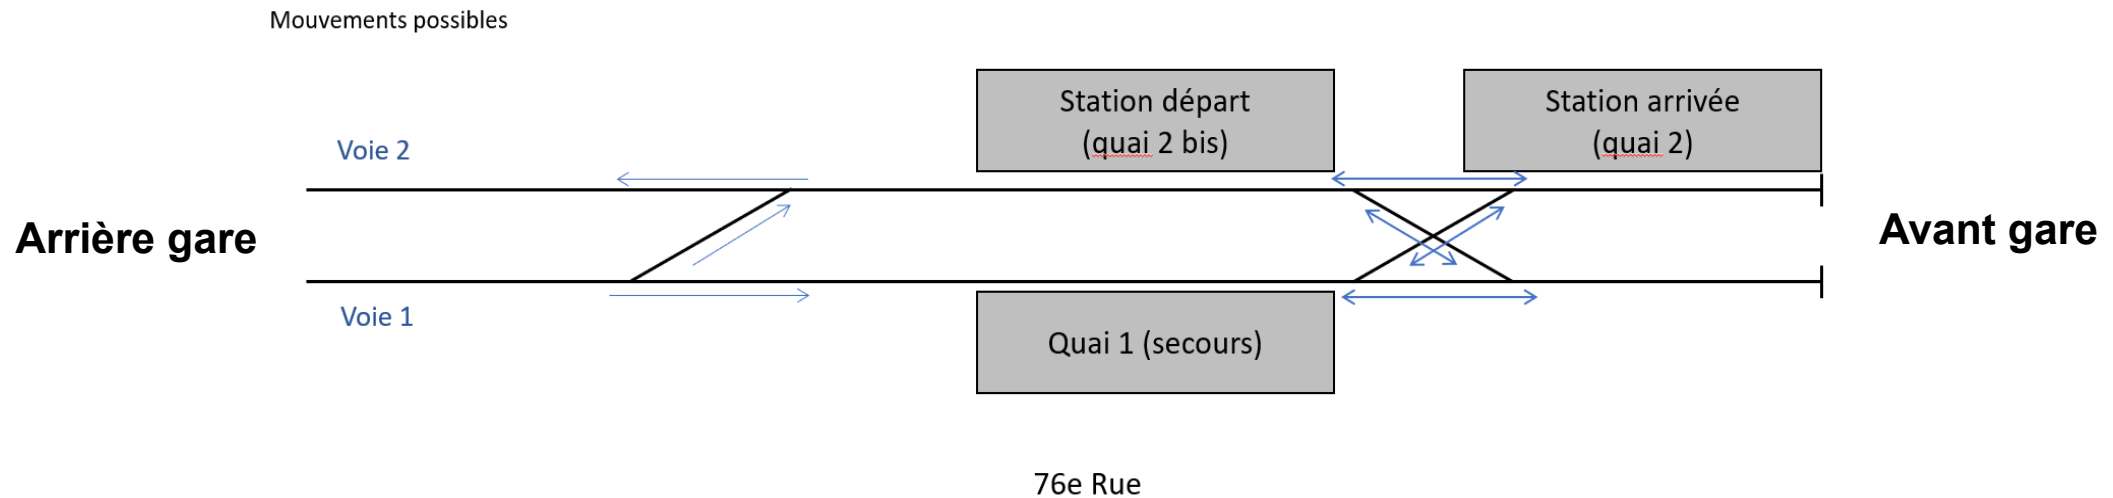 Mouvements possibles
Station départ
(quai 2 bis)
Station arrivée
(quai 2)
Voie 2
Arrière gare
Avant gare
Voie 1
Quai 1 (secours)
76e Rue